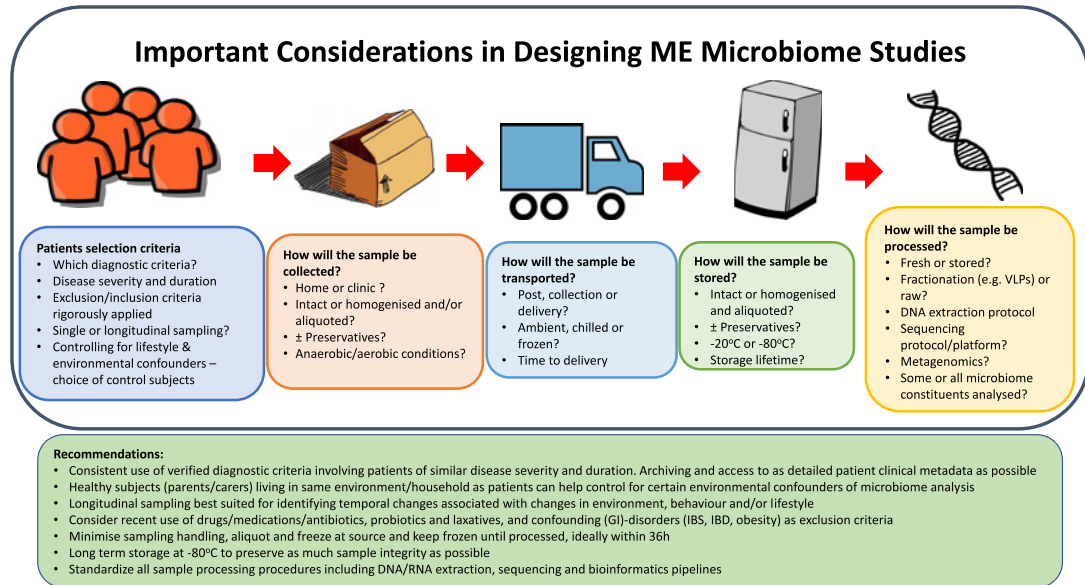 Important Considerations in Designing ME Microbiome Studies
Patients selection criteria
• Which diagnostic criteria?
• Disease severity and duration
• Exclusion/inclusion criteria
rigorously applied
• Single or longitudinal sampling?
• Controlling for lifestyle &
environmental confounders –
choice of control subjects
How will the sample be
collected?
• Home or clinic ?
• Intact or homogenised and/or
aliquoted?
• ± Preservatives?
• Anaerobic/aerobic conditions?
How will the sample be
transported?
• Post, collection or
delivery?
• Ambient, chilled or
frozen?
• Time to delivery
How will the sample be
stored?
• Intact or homogenised
and aliquoted?
• ± Preservatives?
• -20°C or -80°C?
• Storage lifetime?
How will the sample be
processed?
• Fresh or stored?
• Fractionation (e.g. VLPs) or
raw?
• DNA extraction protocol
• Sequencing
protocol/platform?
• Metagenomics?
• Some or all microbiome
constituents analysed?
Recommendations:
• Consistent use of verified diagnostic criteria involving patients of similar disease severity and duration. Archiving and access to as detailed patient clinical metadata as possible
• Healthy subjects (parents/carers) living in same environment/household as patients can help control for certain environmental confounders of microbiome analysis
• Longitudinal sampling best suited for identifying temporal changes associated with changes in environment, behaviour and/or lifestyle
• Consider recent use of drugs/medications/antibiotics, probiotics and laxatives, and confounding (GI)-disorders (IBS, IBD, obesity) as exclusion criteria
• Minimise sampling handling, aliquot and freeze at source and keep frozen until processed, ideally within 36h
• Long term storage at -80°C to preserve as much sample integrity as possible
• Standardize all sample processing procedures including DNA/RNA extraction, sequencing and bioinformatics pipelines